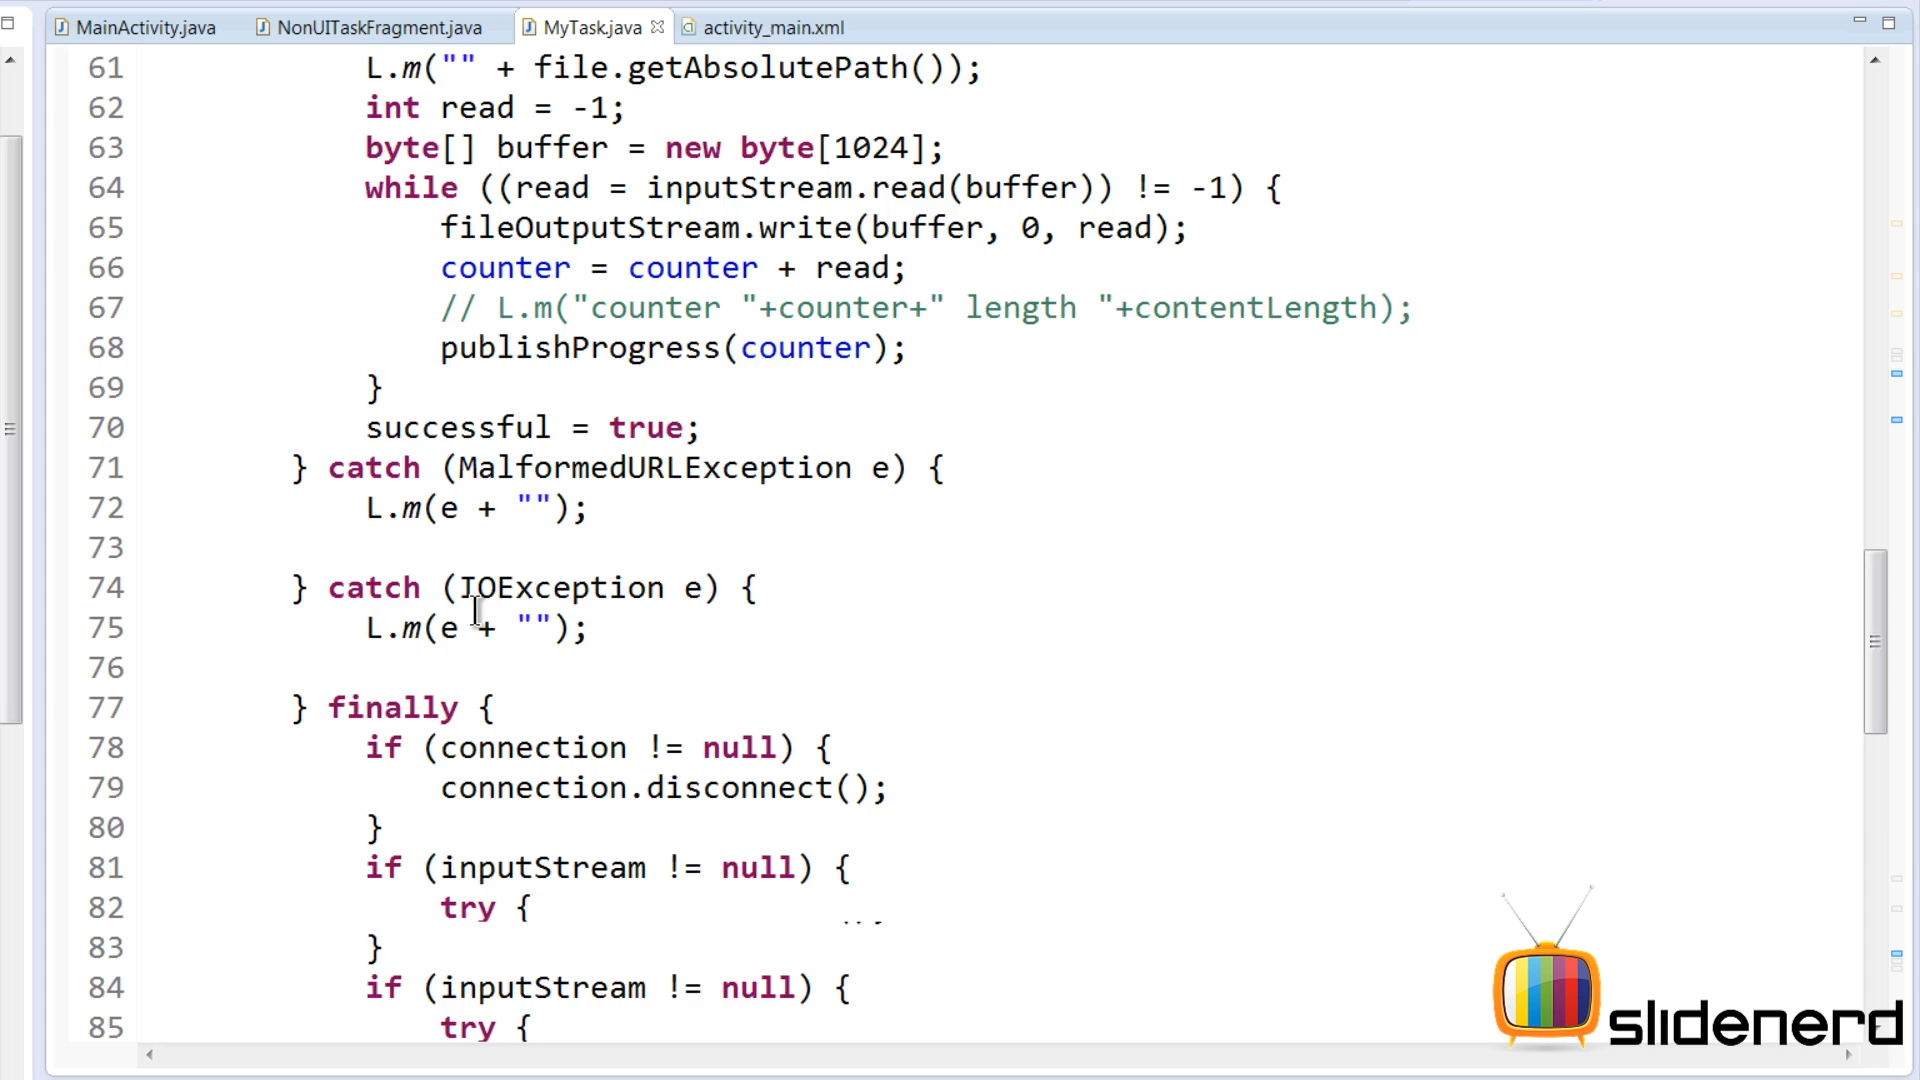 MainActivity.java NonUITaskFragment.java MyTask.java activity_main.xml
61 L.m("" + file.getAbsolutePath());
62 int read = -1;
63 byte[] buffer = new byte[1024];
64 while ((read = inputStream.read(buffer)) != -1) {
65 fileOutputStream.write(buffer, 0, read);
66 counter = counter + read;
67 // L.m("counter "+counter+" length "+contentLength);
68 publishProgress(counter);
69 }
70 successful = true;
71 } catch (MalformedURLException e) {
72 L.m(e + "");
73
74 } catch (IOException e) {
75 L.m(e + "");
76
77 } finally {
78 if (connection != null) {
79 connection.disconnect();
80 }
81 if (inputStream != null) {
82 try {
83 }
84 if (inputStream != null) {
85 try {
slidenerd